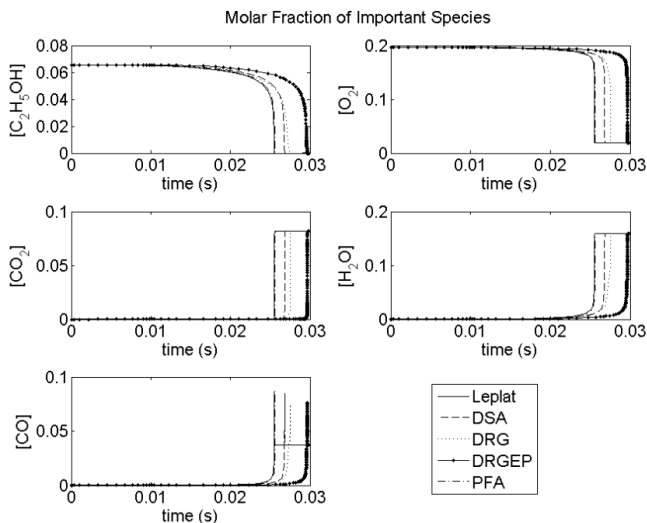 Molar Fraction of Important Species
0.08
0.06
0.04
0.02
0
[C2H5OH]
0 0.01 0.02 0.03
time (s)
0.2
0.1
0
[O2]
0 0.01 0.02 0.03
time (s)
0.1
0.05
0
[CO2]
0 0.01 0.02 0.03
time (s)
0.2
0.1
0
[H2O]
0 0.01 0.02 0.03
time (s)
0.1
0.05
0
[CO]
0 0.01 0.02 0.03
time (s)
Leplat
DSA
DRG
DRGEP
PFA